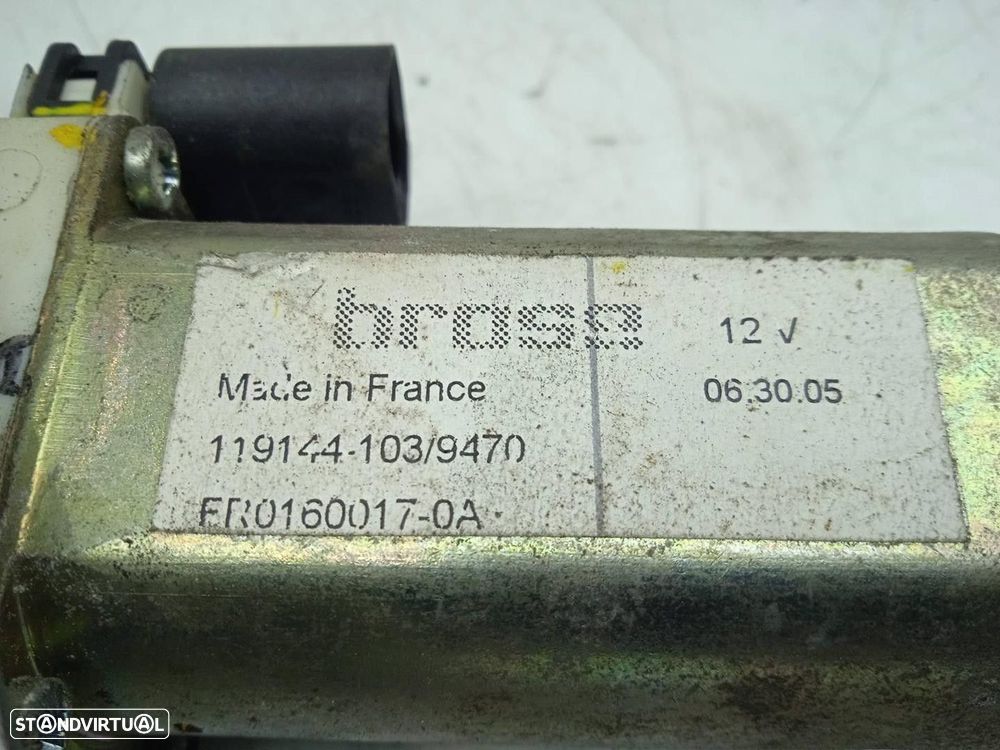 brose
Made in France
119144-103/9470
FR0160017-0A
12 V
06.30.05
STANDVIRTUAL